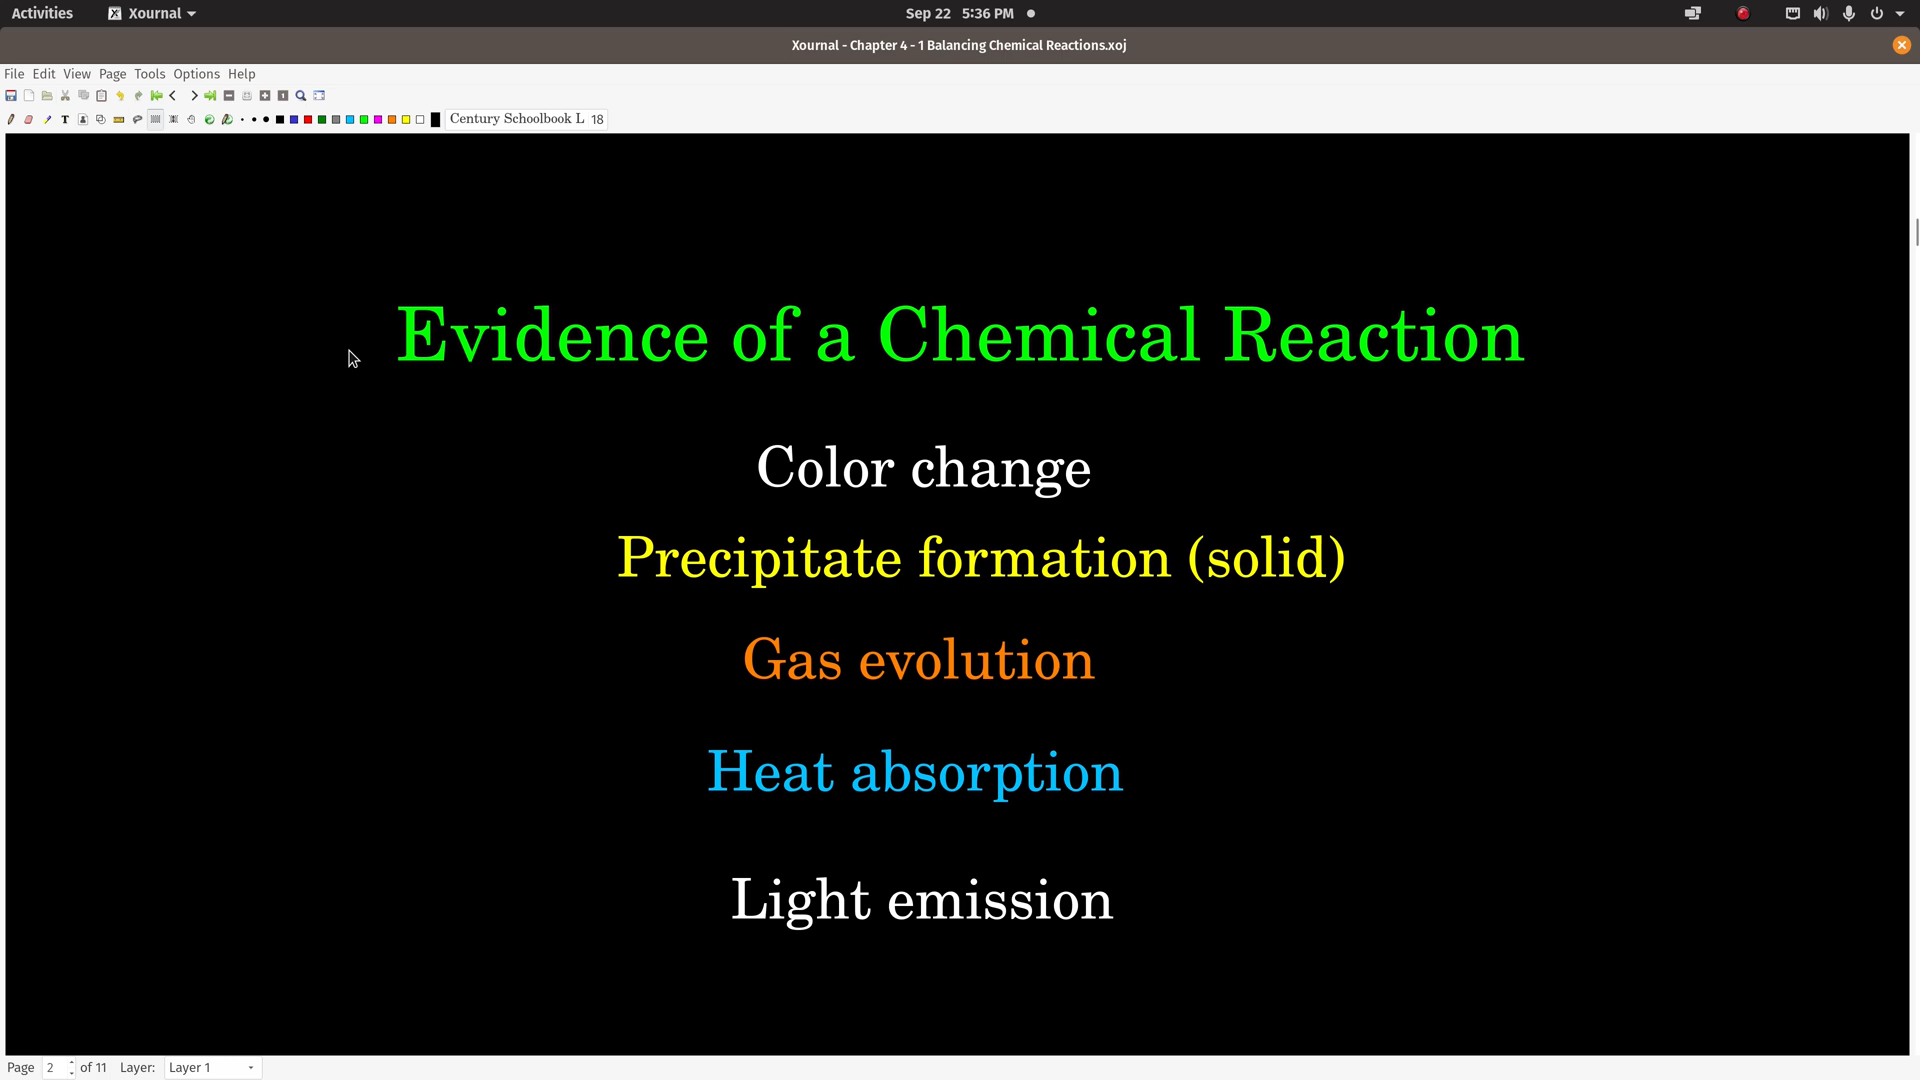 Activities Xournal Sep 22 5:36 PM
Xournal - Chapter 4 - 1 Balancing Chemical Reactions.xoj
File Edit View Page Tools Options Help
Century Schoolbook L 18
Evidence of a Chemical Reaction
Color change
Precipitate formation (solid)
Gas evolution
Heat absorption
Light emission
Page 2 of 11 Layer: Layer 1